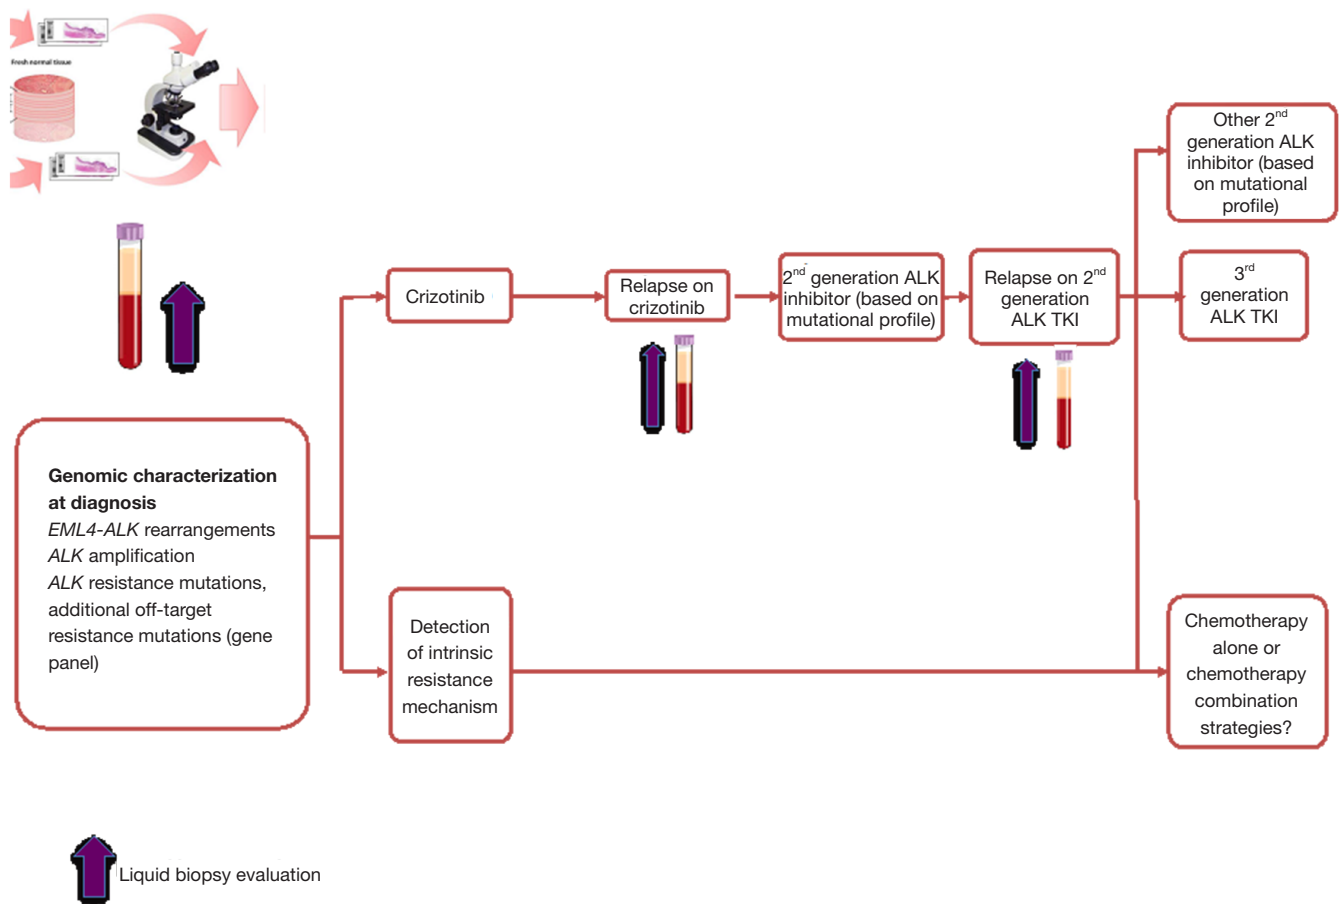 Fresh normal tissue
Other 2nd
generation ALK
inhibitor (based
on mutational
profile)
Crizotinib
Relapse on
crizotinib
2nd generation ALK
inhibitor (based on
mutational profile)
Relapse on 2nd
generation
ALK TKI
3rd
generation
ALK TKI
Genomic characterization
at diagnosis
EML4-ALK rearrangements
ALK amplification
ALK resistance mutations,
additional off-target
resistance mutations (gene
panel)
Detection
of intrinsic
resistance
mechanism
Chemotherapy
alone or
chemotherapy
combination
strategies?
Liquid biopsy evaluation